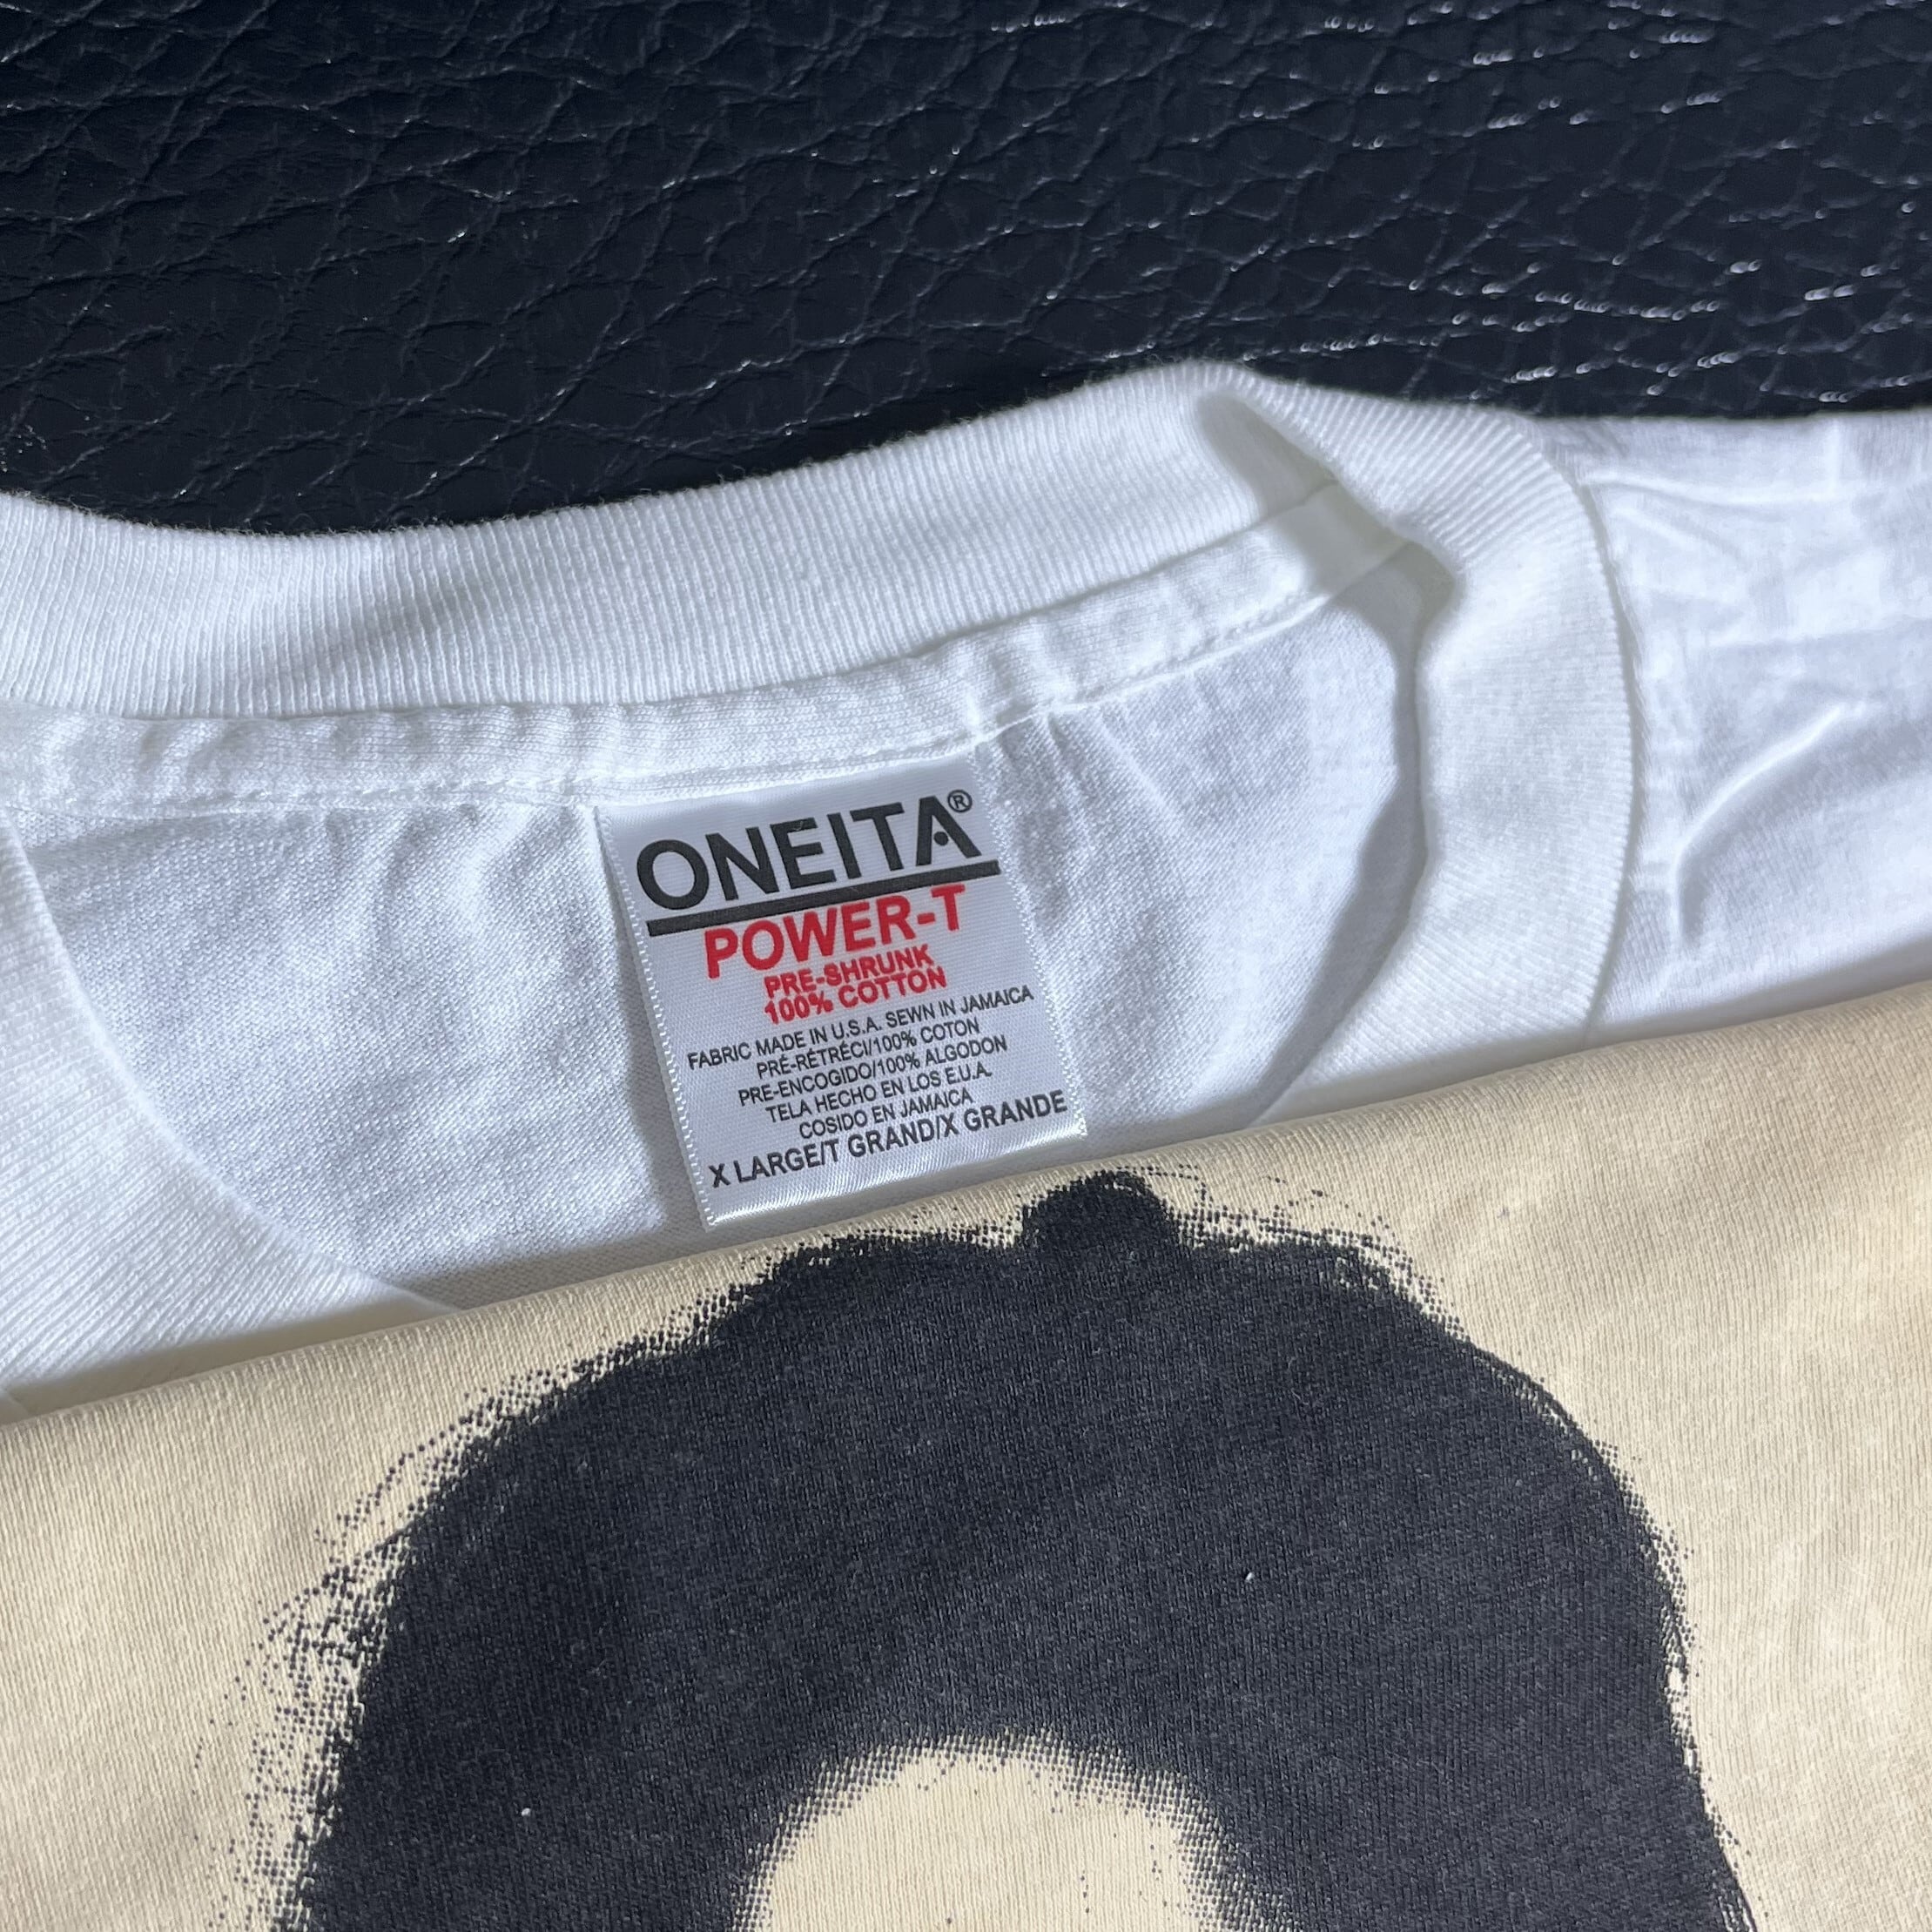 ONEITA®
POWER-T
PRE-SHRUNK
100% COTTON
FABRIC MADE IN U.S.A. SEWN IN JAMAICA
PRÉ-RÉTRÉCI/100% COTON
PRE-ENCOGIDO/100% ALGODON
TELA HECHO EN LOS E.U.A.
COSIDO EN JAMAICA
X LARGE/T GRAND/X GRANDE